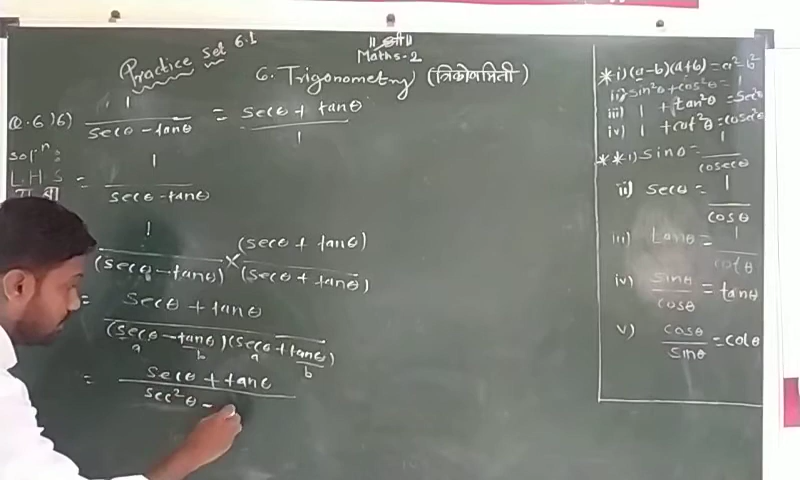 ॥ श्री ॥
Maths-2
Practice Set 6.1
6. Trigonometry (त्रिकोणमिती)
Q.6)6) 1/(secθ - tanθ) = (secθ + tanθ)/1
solⁿ:
L.H.S = 1/(secθ - tanθ)
1/(secθ - tanθ) × (secθ + tanθ)/(secθ + tanθ)
= (secθ + tanθ)/((secθ - tanθ)(secθ + tanθ))
a b a b
= (secθ + tanθ)/(sec²θ -
* i) (a-b)(a+b) = a² b²
ii) sin²θ + cos²θ = 1
iii) 1 + tan²θ = sec²θ
iv) 1 + cot²θ = cosec²θ
** i) sinθ = 1/cosecθ
ii) secθ = 1/cosθ
iii) tanθ = 1/cotθ
iv) sinθ/cosθ = tanθ
v) cosθ/sinθ = cotθ